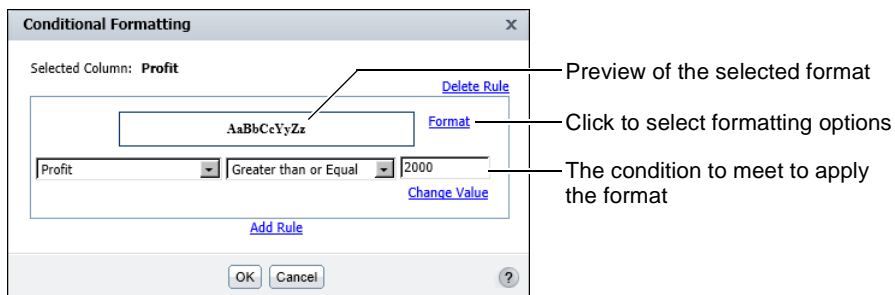 Conditional Formatting x
Selected Column: Profit
Delete Rule
Preview of the selected format
AaBbCcYyZz
Format
Click to select formatting options
Profit
Greater than or Equal
2000
The condition to meet to apply
the format
Change Value
Add Rule
OK
Cancel
?